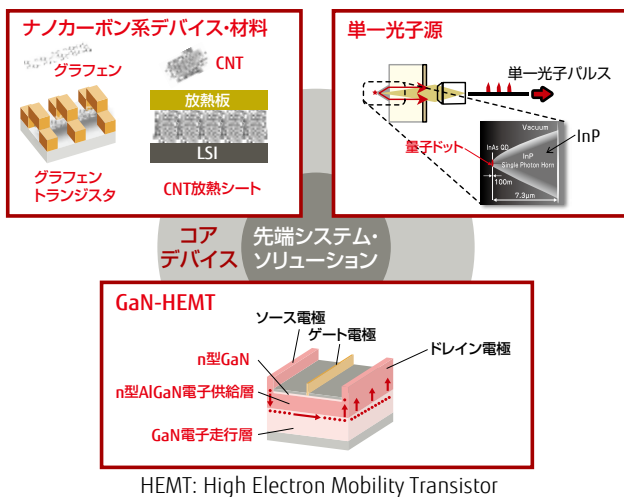 ナノカーボン系デバイス・材料
グラフェン
CNT
放熱板
LSI
グラフェン
トランジスタ
CNT放熱シート
単一光子源
単一光子パルス
量子ドット
InP
Vacuum
InAs QD
InP
Single Photon Horn
100m
7.3μm
コア
デバイス
先端システム・
ソリューション
GaN-HEMT
ソース電極
ゲート電極
ドレイン電極
n型GaN
n型AlGaN電子供給層
GaN電子走行層
HEMT: High Electron Mobility Transistor